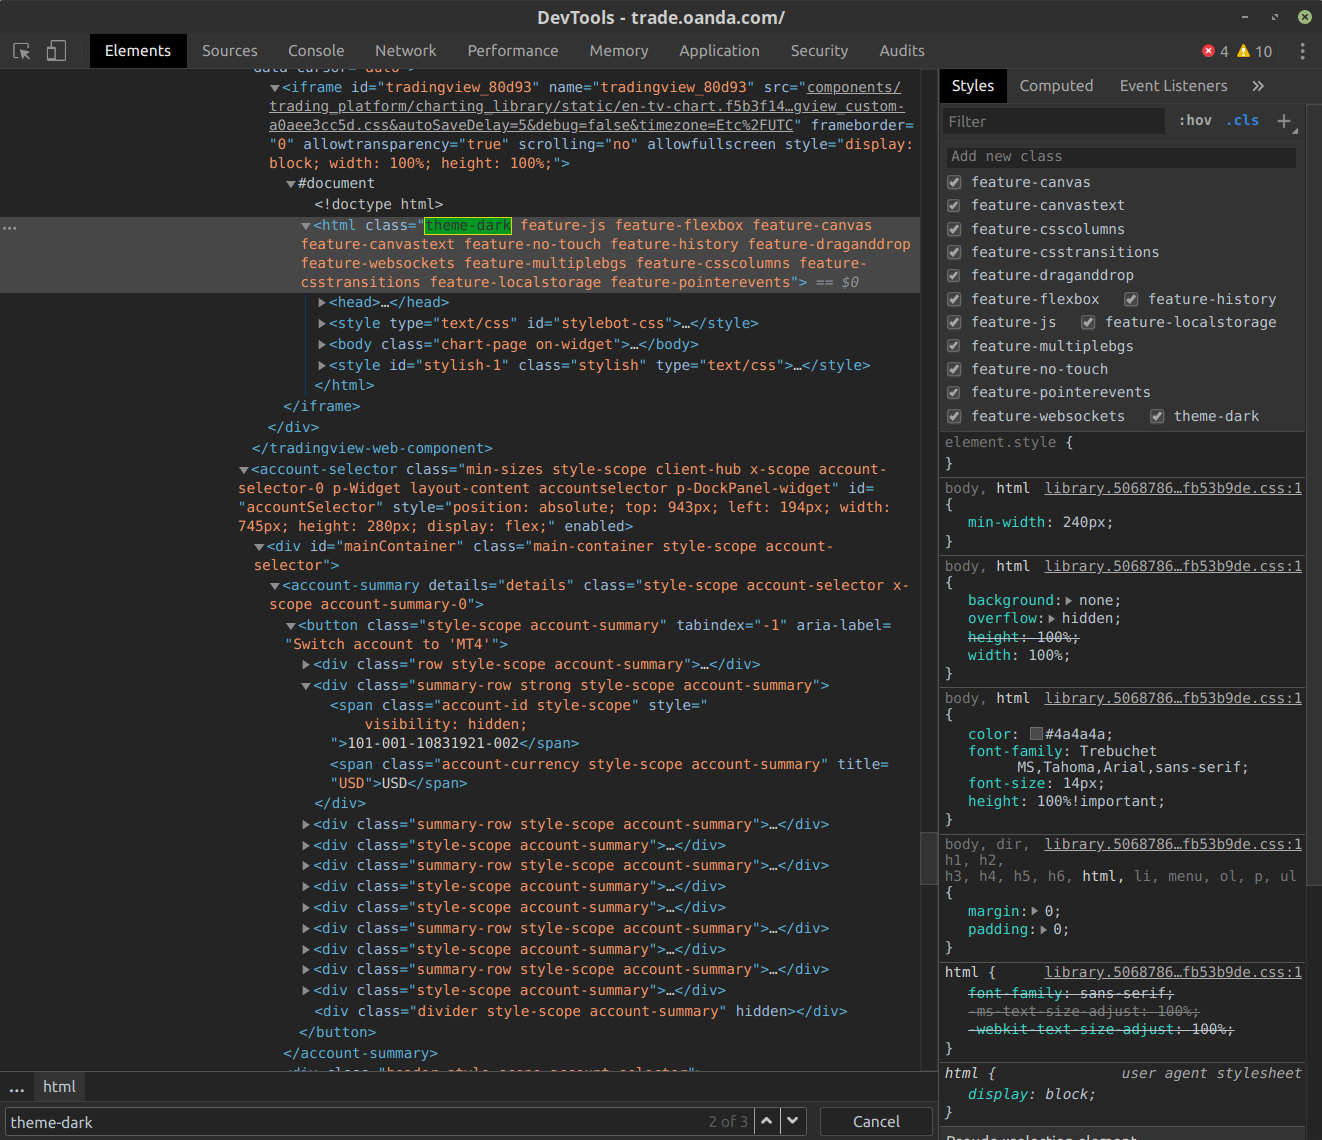 DevTools - trade.oanda.com/
Elements Sources Console Network Performance Memory Application Security Audits 4 10
data-cursor="auto">
<iframe id="tradingview_80d93" name="tradingview_80d93" src="components/
trading_platform/charting_library/static/en-tv-chart.f5b3f14…gview_custom-
a0aee3cc5d.css&autoSaveDelay=5&debug=false&timezone=Etc%2FUTC" frameborder=
"0" allowtransparency="true" scrolling="no" allowfullscreen style="display:
block; width: 100%; height: 100%;">
#document
<!doctype html>
<html class="theme-dark feature-js feature-flexbox feature-canvas
feature-canvastext feature-no-touch feature-history feature-draganddrop
feature-websockets feature-multiplebgs feature-csscolumns feature-
csstransitions feature-localstorage feature-pointerevents"> == $0
<head>…</head>
<style type="text/css" id="stylebot-css">…</style>
<body class="chart-page on-widget">…</body>
<style id="stylish-1" class="stylish" type="text/css">…</style>
</html>
</iframe>
</div>
</tradingview-web-component>
<account-selector class="min-sizes style-scope client-hub x-scope account-
selector-0 p-Widget layout-content accountselector p-DockPanel-widget" id=
"accountSelector" style="position: absolute; top: 943px; left: 194px; width:
745px; height: 280px; display: flex;" enabled>
<div id="mainContainer" class="main-container style-scope account-
selector">
<account-summary details="details" class="style-scope account-selector x-
scope account-summary-0">
<button class="style-scope account-summary" tabindex="-1" aria-label=
"Switch account to 'MT4'">
<div class="row style-scope account-summary">…</div>
<div class="summary-row strong style-scope account-summary">
<span class="account-id style-scope" style="
visibility: hidden;
">101-001-10831921-002</span>
<span class="account-currency style-scope account-summary" title=
"USD">USD</span>
</div>
<div class="summary-row style-scope account-summary">…</div>
<div class="style-scope account-summary">…</div>
<div class="summary-row style-scope account-summary">…</div>
<div class="style-scope account-summary">…</div>
<div class="style-scope account-summary">…</div>
<div class="summary-row style-scope account-summary">…</div>
<div class="style-scope account-summary">…</div>
<div class="summary-row style-scope account-summary">…</div>
<div class="style-scope account-summary">…</div>
<div class="divider style-scope account-summary" hidden></div>
</button>
</account-summary>
<div class="header style-scope account-selector">
... html
theme-dark 2 of 3 Cancel
Styles Computed Event Listeners »
Filter :hov .cls +
Add new class
feature-canvas
feature-canvastext
feature-csscolumns
feature-csstransitions
feature-draganddrop
feature-flexbox feature-history
feature-js feature-localstorage
feature-multiplebgs
feature-no-touch
feature-pointerevents
feature-websockets theme-dark
element.style {
}
body, html library.5068786…fb53b9de.css:1
{
min-width: 240px;
}
body, html library.5068786…fb53b9de.css:1
{
background: none;
overflow: hidden;
height: 100%;
width: 100%;
}
body, html library.5068786…fb53b9de.css:1
{
color: #4a4a4a;
font-family: Trebuchet
MS,Tahoma,Arial,sans-serif;
font-size: 14px;
height: 100%!important;
}
body, dir, library.5068786…fb53b9de.css:1
h1, h2,
h3, h4, h5, h6, html, li, menu, ol, p, ul
{
margin: 0;
padding: 0;
}
html { library.5068786…fb53b9de.css:1
font-family: sans-serif;
-ms-text-size-adjust: 100%;
-webkit-text-size-adjust: 100%;
}
html { user agent stylesheet
display: block;
}
Pseudo ::selection element